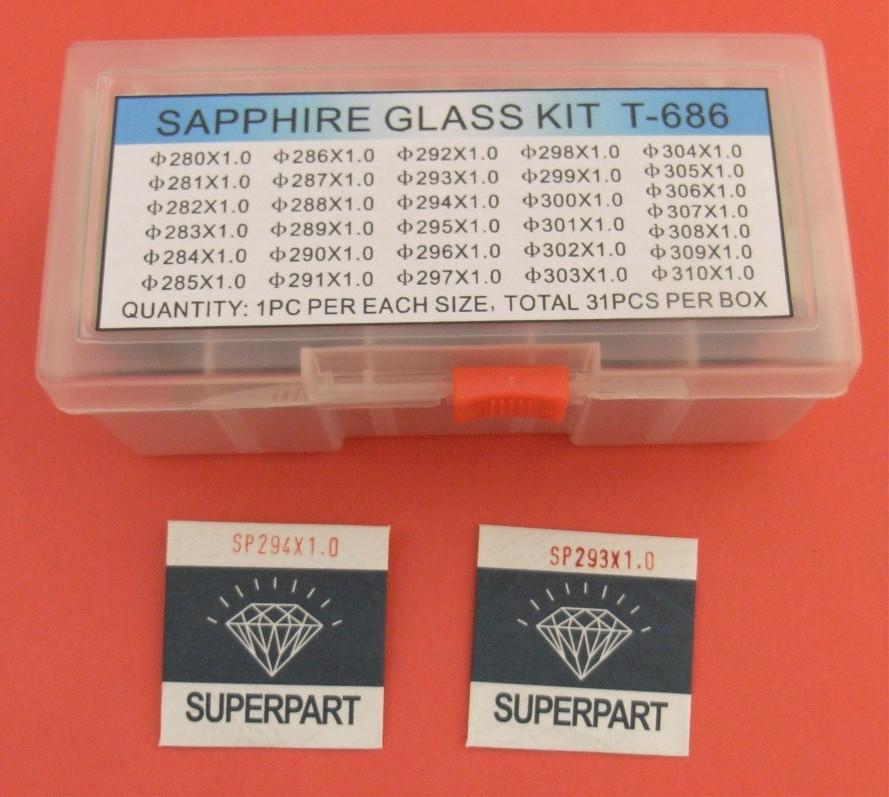 SAPPHIRE GLASS KIT T-686
Φ280X1.0 Φ286X1.0 Φ292X1.0 Φ298X1.0 Φ304X1.0
Φ281X1.0 Φ287X1.0 Φ293X1.0 Φ299X1.0 Φ305X1.0
Φ282X1.0 Φ288X1.0 Φ294X1.0 Φ300X1.0 Φ306X1.0
Φ283X1.0 Φ289X1.0 Φ295X1.0 Φ301X1.0 Φ307X1.0
Φ284X1.0 Φ290X1.0 Φ296X1.0 Φ302X1.0 Φ308X1.0
Φ285X1.0 Φ291X1.0 Φ297X1.0 Φ303X1.0 Φ309X1.0
Φ310X1.0
QUANTITY: 1PC PER EACH SIZE, TOTAL 31PCS PER BOX
SP294X1.0
SUPERPART
SP293X1.0
SUPERPART